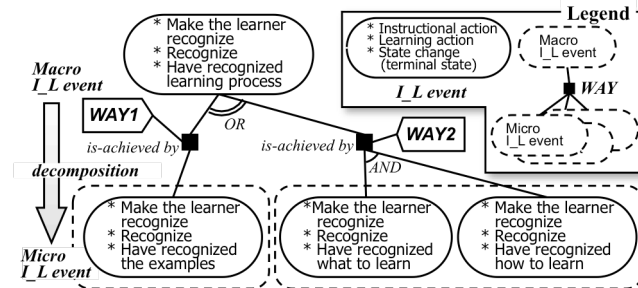 Legend
* Make the learner
recognize
* Recognize
* Have recognized
learning process
* Instructional action
* Learning action
* State change
(terminal state)
I_L event
Macro
I_L event
WAY
Micro
I_L event
Macro
I_L event
WAY1
OR
WAY2
is-achieved by
is-achieved by
AND
decomposition
Micro
I_L event
* Make the learner
recognize
* Recognize
* Have recognized
the examples
*Make the learner
recognize
* Recognize
* Have recognized
what to learn
* Make the learner
recognize
* Recognize
* Have recognized
how to learn